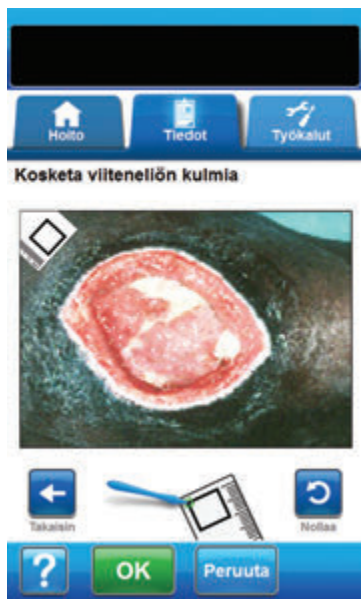 Hoito Tiedot Työkalut
Kosketa viiteneliön kulmia
Takaisin Nollaa
? OK Peruuta